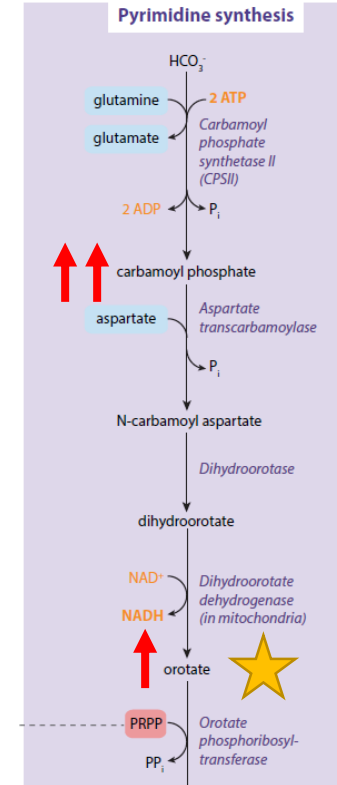 Pyrimidine synthesis
HCO₃⁻
glutamine
2 ATP
glutamate
Carbamoyl
phosphate
synthetase II
(CPSII)
2 ADP
Pᵢ
carbamoyl phosphate
aspartate
Aspartate
transcarbamoylase
Pᵢ
N-carbamoyl aspartate
Dihydroorotase
dihydroorotate
NAD⁺
NADH
Dihydroorotate
dehydrogenase
(in mitochondria)
orotate
PRPP
Orotate
phosphoribosyl-
transferase
PPᵢ